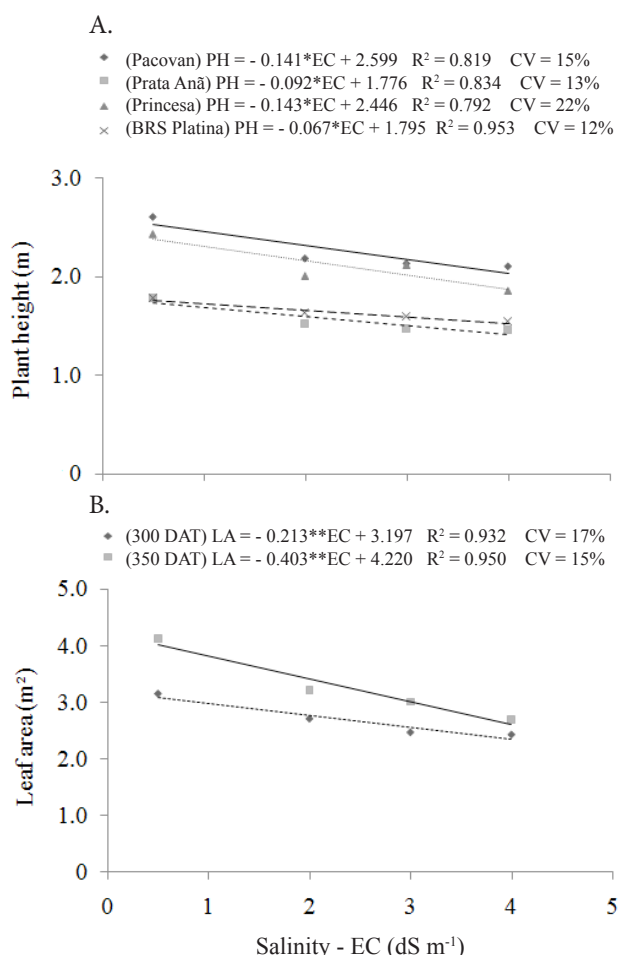 A.
(Pacovan) PH = - 0.141*EC + 2.599 R² = 0.819 CV = 15%
(Prata Anã) PH = - 0.092*EC + 1.776 R² = 0.834 CV = 13%
(Princesa) PH = - 0.143*EC + 2.446 R² = 0.792 CV = 22%
(BRS Platina) PH = - 0.067*EC + 1.795 R² = 0.953 CV = 12%
3.0
2.0
1.0
0
Plant height (m)
B.
(300 DAT) LA = - 0.213**EC + 3.197 R² = 0.932 CV = 17%
(350 DAT) LA = - 0.403**EC + 4.220 R² = 0.950 CV = 15%
5.0
4.0
3.0
2.0
1.0
0
Leaf area (m²)
0 1 2 3 4 5
Salinity - EC (dS m⁻¹)